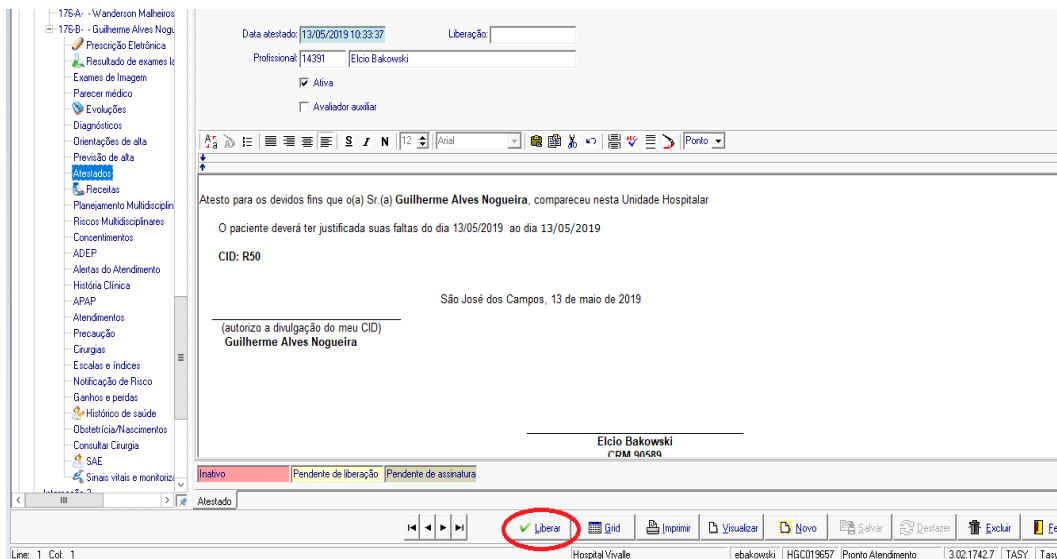 176-A- - Wanderson Malheiros
176-B- - Guilherme Alves Nogu
Prescrição Eletrônica
Resultado de exames la
Exames de Imagem
Parecer médico
Evoluções
Diagnósticos
Orientações de alta
Previsão de alta
Atestados
Receitas
Planejamento Multidisciplin
Riscos Multidisciplinares
Consentimentos
ADEP
Alertas do Atendimento
História Clínica
APAP
Atendimentos
Precaução
Cirurgias
Escalas e índices
Notificação de Risco
Ganhos e perdas
Histórico de saúde
Obstetrícia/Nascimentos
Consultar Cirurgia
SAE
Sinais vitais e monitoriza
Data atestado: 13/05/2019 10:33:37 Liberação:
Profissional: 14391 Elcio Bakowski
Ativa
Avaliador auxiliar
S I N 12 Arial Ponto
Atesto para os devidos fins que o(a) Sr.(a) Guilherme Alves Nogueira, compareceu nesta Unidade Hospitalar
O paciente deverá ter justificada suas faltas do dia 13/05/2019 ao dia 13/05/2019
CID: R50
São José dos Campos, 13 de maio de 2019
(autorizo a divulgação do meu CID)
Guilherme Alves Nogueira
Elcio Bakowski
CRM 90589
Inativo Pendente de liberação Pendente de assinatura
Atestado
Liberar Grid Imprimir Visualizar Novo Salvar Desfazer Excluir Fe
Line: 1 Col: 1 Hospital Vivalle ebakowski HGC019657 Pronto Atendimento 3.02.1742.7 TASY Tasy